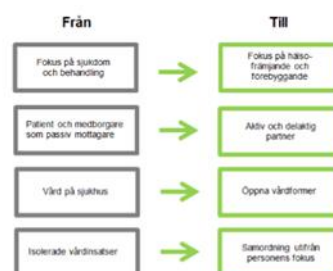 Från
Till
Fokus på sjukdom
och behandling
Fokus på hälso-
främjande och
förebyggande
Patient och medborgare
som passiv mottagare
Aktiv och delaktig
partner
Vård på sjukhus
Öppna vårdformer
Isolerade vårdinsatser
Samordning utifrån
personens fokus